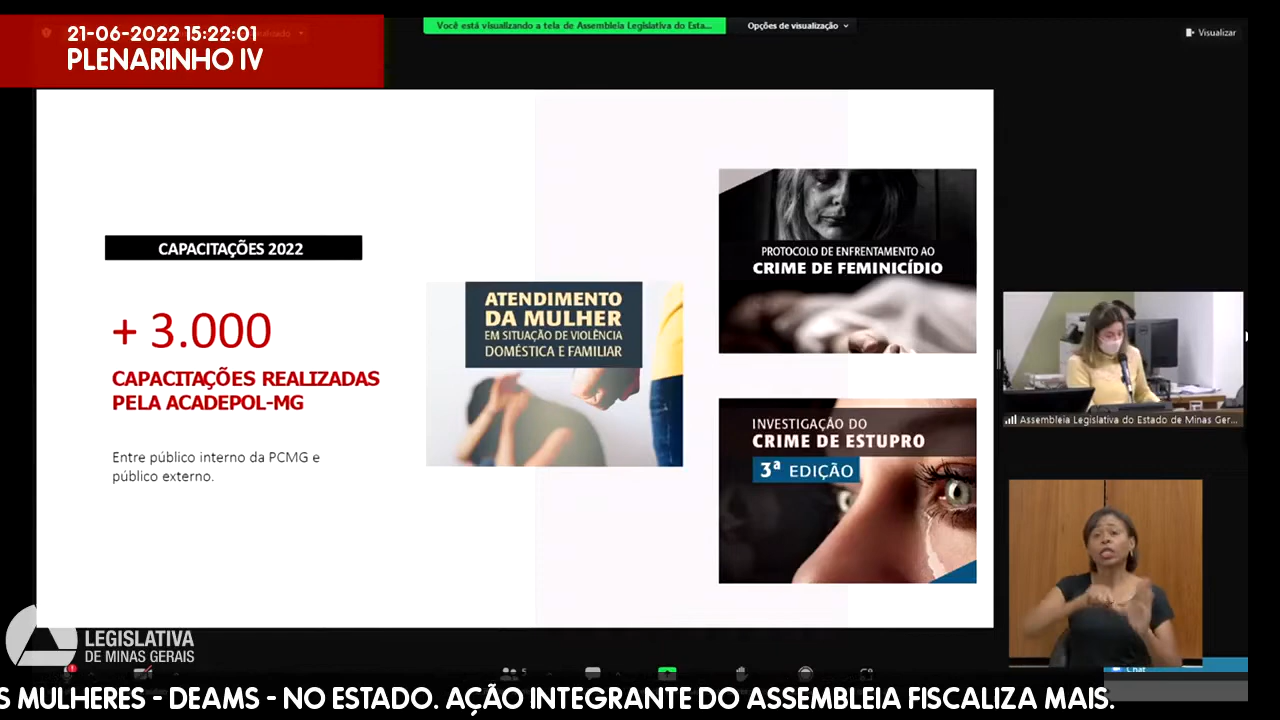 21-06-2022 15:22:01
PLENARINHO IV
Você está visualizando a tela de Assembleia Legislativa do Esta...
Opções de visualização
Visualizar
CAPACITAÇÕES 2022
+ 3.000
CAPACITAÇÕES REALIZADAS
PELA ACADEPOL-MG
Entre público interno da PCMG e
público externo.
ATENDIMENTO
DA MULHER
EM SITUAÇÃO DE VIOLÊNCIA
DOMÉSTICA E FAMILIAR
PROTOCOLO DE ENFRENTAMENTO AO
CRIME DE FEMINICÍDIO
INVESTIGAÇÃO DO
CRIME DE ESTUPRO
3ª EDIÇÃO
Assembleia Legislativa do Estado de Minas Ger...
LEGISLATIVA
DE MINAS GERAIS
5
Chat
S MULHERES - DEAMS - NO ESTADO. AÇÃO INTEGRANTE DO ASSEMBLEIA FISCALIZA MAIS.